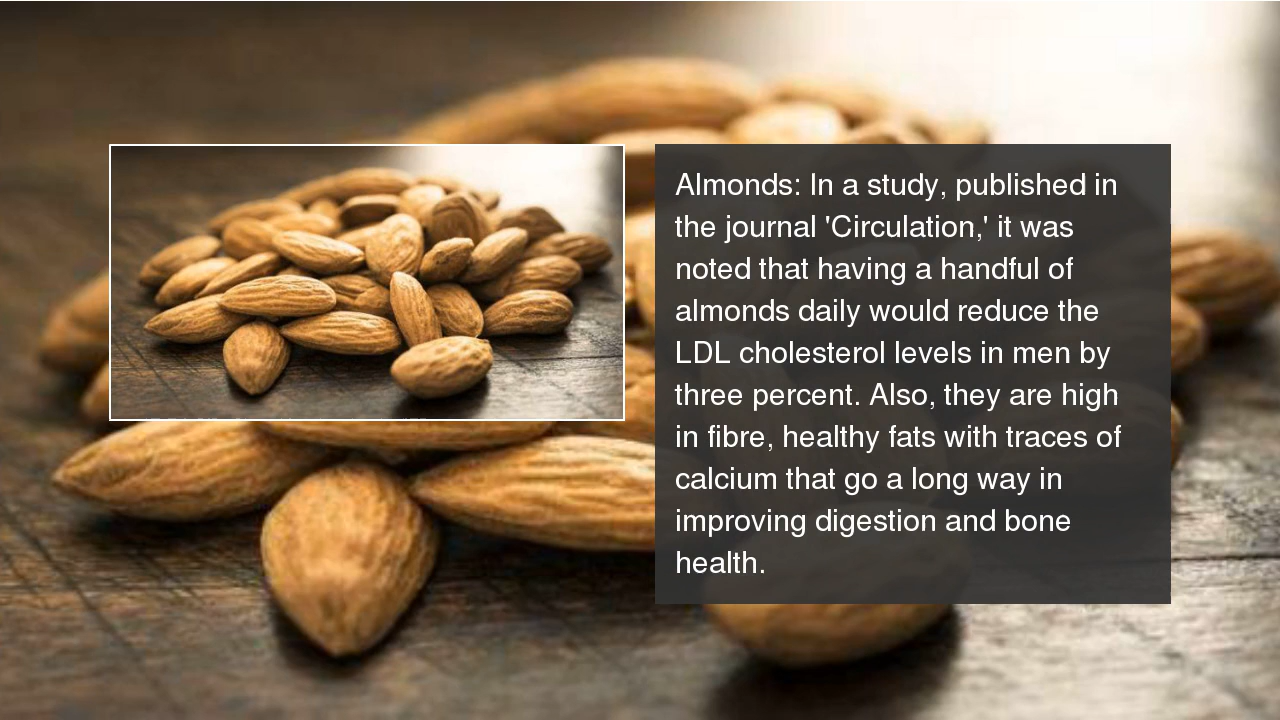 Almonds: In a study, published in
the journal 'Circulation,' it was
noted that having a handful of
almonds daily would reduce the
LDL cholesterol levels in men by
three percent. Also, they are high
in fibre, healthy fats with traces of
calcium that go a long way in
improving digestion and bone
health.